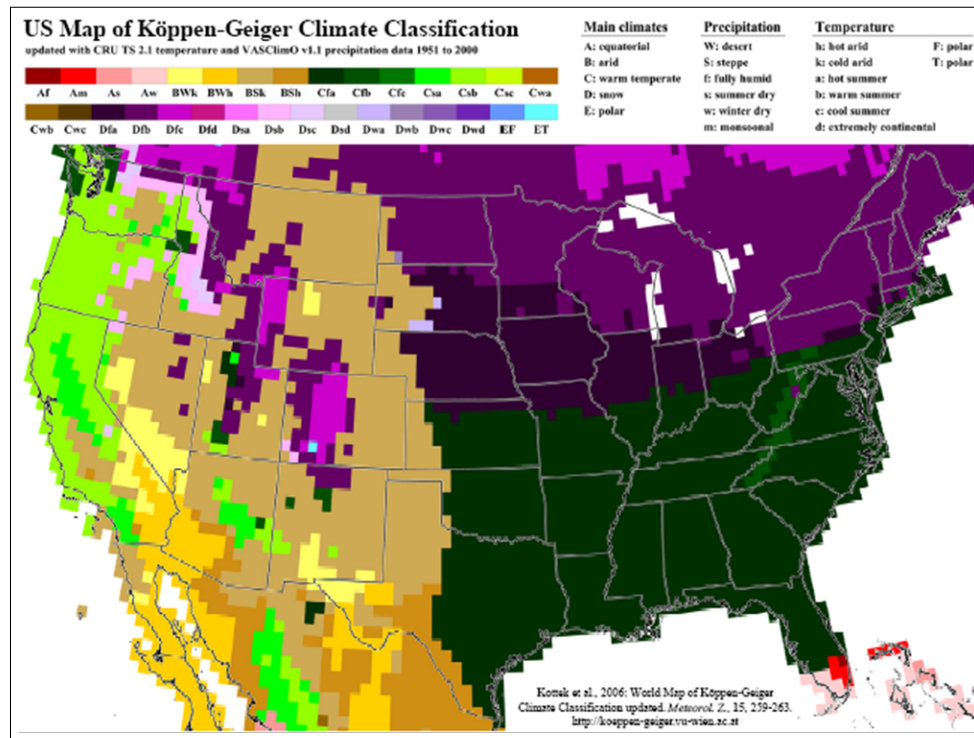 US Map of Köppen-Geiger Climate Classification
updated with CRU TS 2.1 temperature and VASClimO v1.1 precipitation data 1951 to 2000
Af Am As Aw BWk BWh BSk BSh Cfa Cfb Cfc Csa Csb Csc Cwa
Cwb Cwc Dfa Dfb Dfc Dfd Dsa Dsb Dsc Dsd Dwa Dwb Dwc Dwd EF ET
Main climates
A: equatorial
B: arid
C: warm temperate
D: snow
E: polar
Precipitation
W: desert
S: steppe
f: fully humid
s: summer dry
w: winter dry
m: monsoonal
Temperature
h: hot arid F: polar
k: cold arid T: polar
a: hot summer
b: warm summer
c: cool summer
d: extremely continental
Kottek et al., 2006: World Map of Köppen-Geiger
Climate Classification updated. Meteorol. Z., 15, 259-263.
http://koeppen-geiger.vu-wien.ac.at